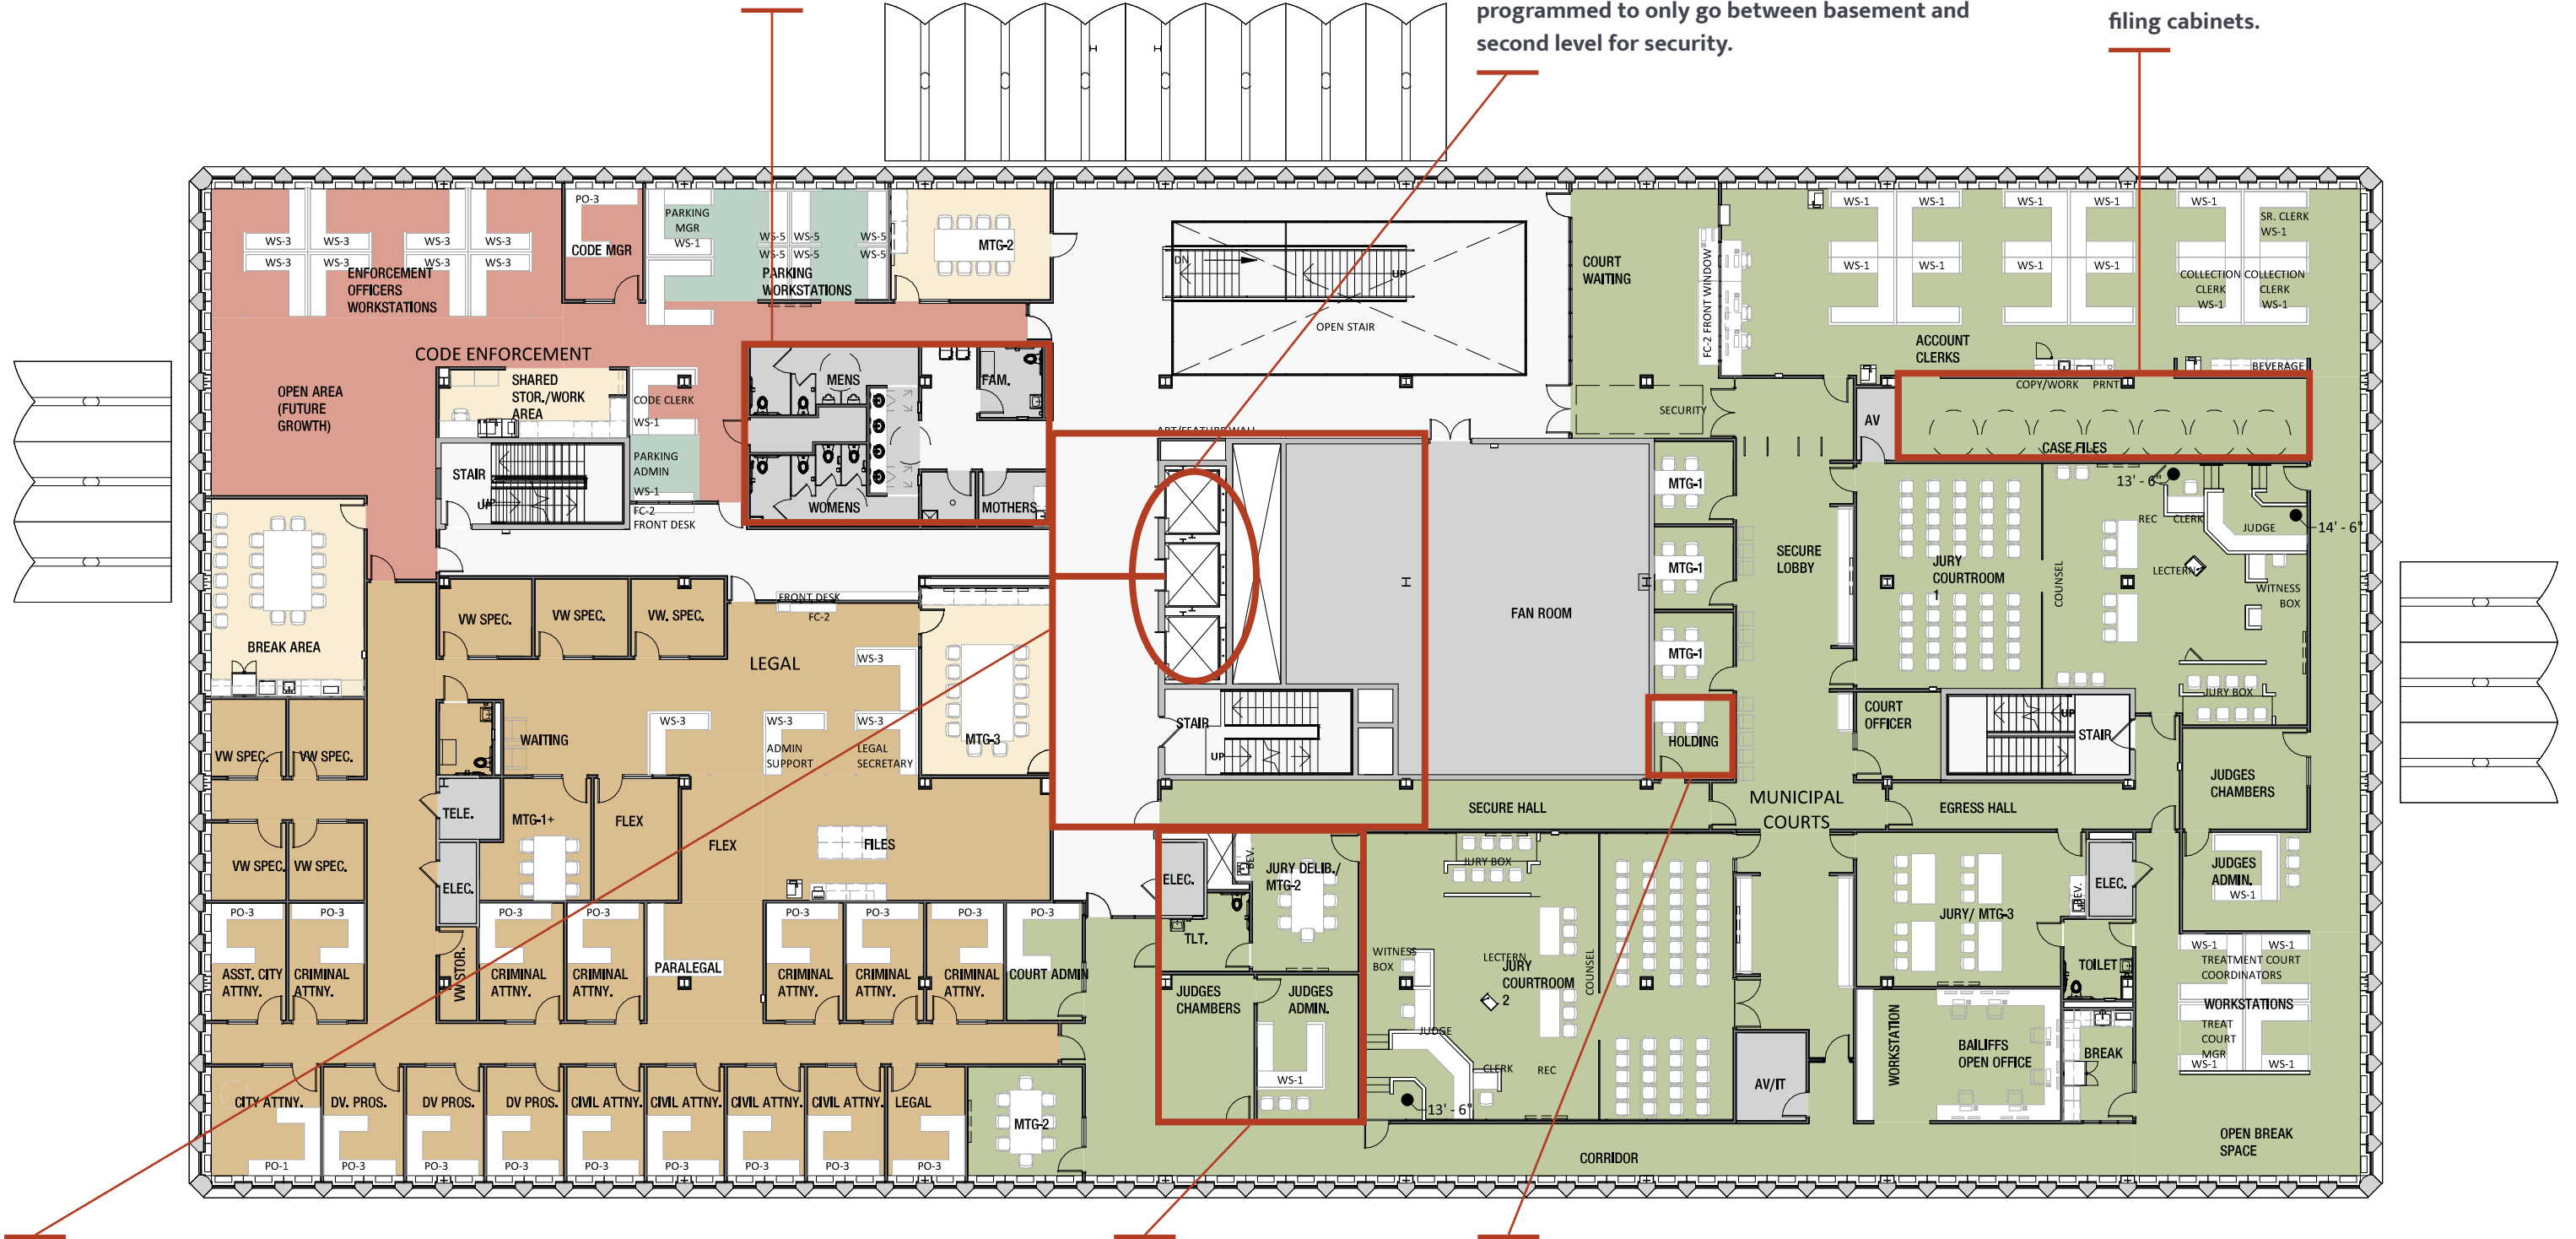 programmed to only go between basement and
second level for security.
filing cabinets.
PO-3
CODE MGR
PARKING
MGR
WS-1
WS-5
WS-5
WS-5
WS-5
WS-5
WS-5
PARKING
WORKSTATIONS
MTG-2
WS-3
WS-3
WS-3
WS-3
WS-3
WS-3
WS-3
WS-3
ENFORCEMENT
OFFICERS
WORKSTATIONS
CODE ENFORCEMENT
OPEN AREA
(FUTURE
GROWTH)
SHARED
STOR./WORK
AREA
CODE CLERK
WS-1
PARKING
ADMIN
WS-1
FC-2
FRONT DESK
STAIR
UP
MENS
FAM.
WOMENS
MOTHERS
DN
UP
OPEN STAIR
ART/FEATURE WALL
COURT
WAITING
SECURITY
FC-2 FRONT WINDOW
WS-1
WS-1
WS-1
WS-1
WS-1
SR. CLERK
WS-1
WS-1
WS-1
WS-1
WS-1
COLLECTION
CLERK
WS-1
COLLECTION
CLERK
WS-1
ACCOUNT
CLERKS
BEVERAGE
COPY/WORK
PRNT
CASE FILES
AV
13' - 6"
REC
CLERK
JUDGE
14' - 6"
LECTERN
WITNESS
BOX
COUNSEL
JURY
COURTROOM
1
JURY BOX
SECURE
LOBBY
MTG-1
MTG-1
MTG-1
HOLDING
FAN ROOM
COURT
OFFICER
UP
STAIR
JUDGES
CHAMBERS
BREAK AREA
VW SPEC.
VW SPEC.
VW. SPEC.
FRONT DESK
FC-2
LEGAL
WS-3
WS-3
WS-3
WS-3
ADMIN
SUPPORT
LEGAL
SECRETARY
MTG-3
WAITING
VW SPEC.
VW SPEC.
TELE.
MTG-1+
FLEX
FLEX
FILES
STAIR
UP
SECURE HALL
MUNICIPAL
COURTS
EGRESS HALL
VW SPEC.
VW SPEC.
ELEC.
ELEC.
BEV.
JURY DELIB./
MTG-2
TLT.
JURY BOX
WITNESS
BOX
LECTERN
JURY
COURTROOM
2
COUNSEL
JUDGE
CLERK
REC
13' - 6"
JURY/ MTG-3
BEV.
ELEC.
JUDGES
ADMIN.
WS-1
PO-3
PO-3
PO-3
PO-3
PO-3
PO-3
PO-3
PO-3
ASST. CITY
ATTNY.
CRIMINAL
ATTNY.
VW STOR.
CRIMINAL
ATTNY.
CRIMINAL
ATTNY.
PARALEGAL
CRIMINAL
ATTNY.
CRIMINAL
ATTNY.
CRIMINAL
ATTNY.
COURT ADMIN
JUDGES
CHAMBERS
JUDGES
ADMIN.
WS-1
TOILET
WS-1
WS-1
TREATMENT COURT
COORDINATORS
WORKSTATIONS
TREAT
COURT
MGR
WS-1
WS-1
WORKSTATION
BAILIFFS
OPEN OFFICE
BREAK
AV/IT
CITY ATTNY.
DV. PROS.
DV PROS.
DV PROS.
CIVIL ATTNY.
CIVIL ATTNY.
CIVIL ATTNY.
CIVIL ATTNY.
LEGAL
MTG-2
PO-1
PO-3
PO-3
PO-3
PO-3
PO-3
PO-3
PO-3
PO-3
CORRIDOR
OPEN BREAK
SPACE